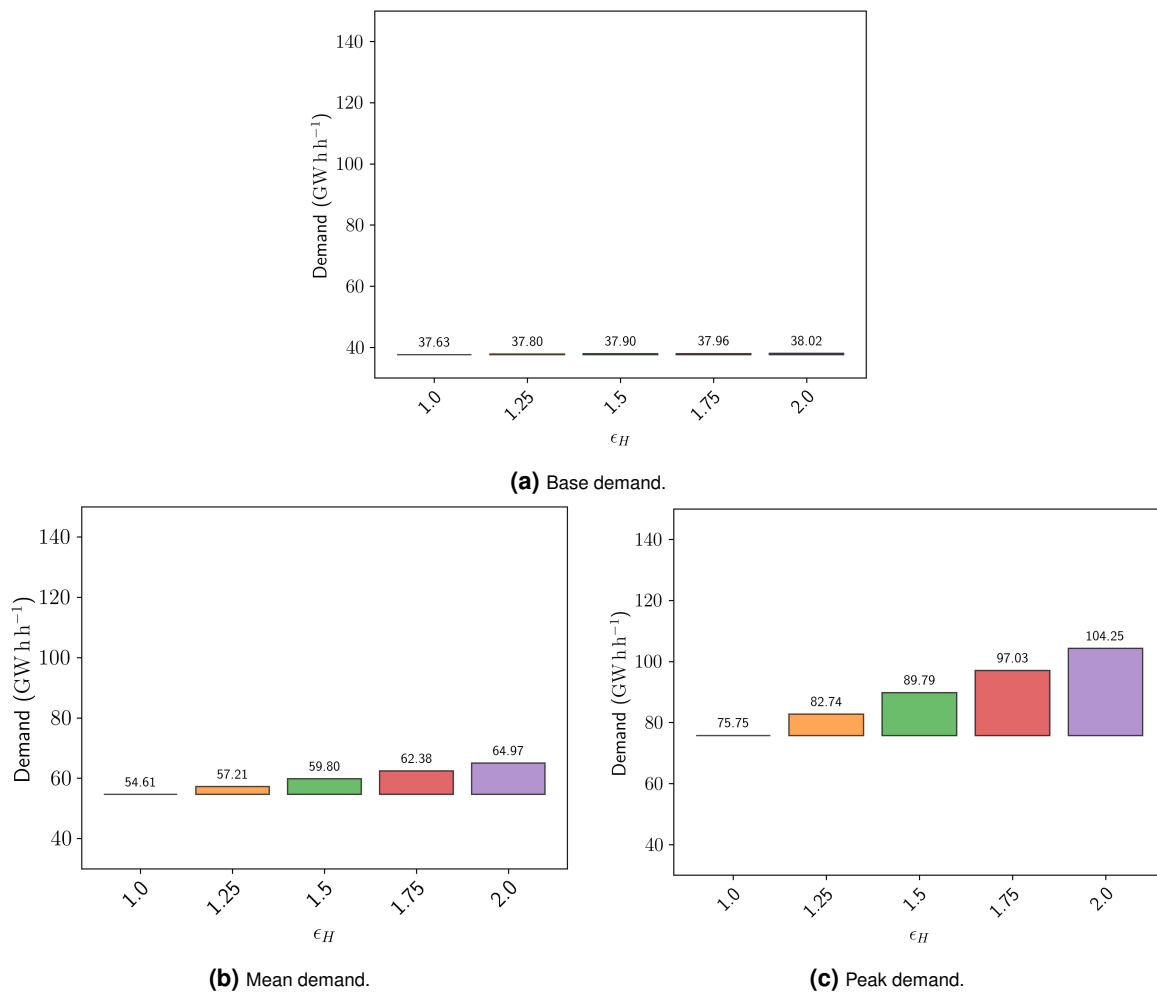 140
120
100
80
60
40
Demand (GW h h⁻¹)
37.63 37.80 37.90 37.96 38.02
1.0 1.25 1.5 1.75 2.0
ϵ_H
(a) Base demand.
140
120
100
80
60
40
Demand (GW h h⁻¹)
54.61 57.21 59.80 62.38 64.97
1.0 1.25 1.5 1.75 2.0
ϵ_H
(b) Mean demand.
140
120
100
80
60
40
Demand (GW h h⁻¹)
75.75 82.74 89.79 97.03 104.25
1.0 1.25 1.5 1.75 2.0
ϵ_H
(c) Peak demand.